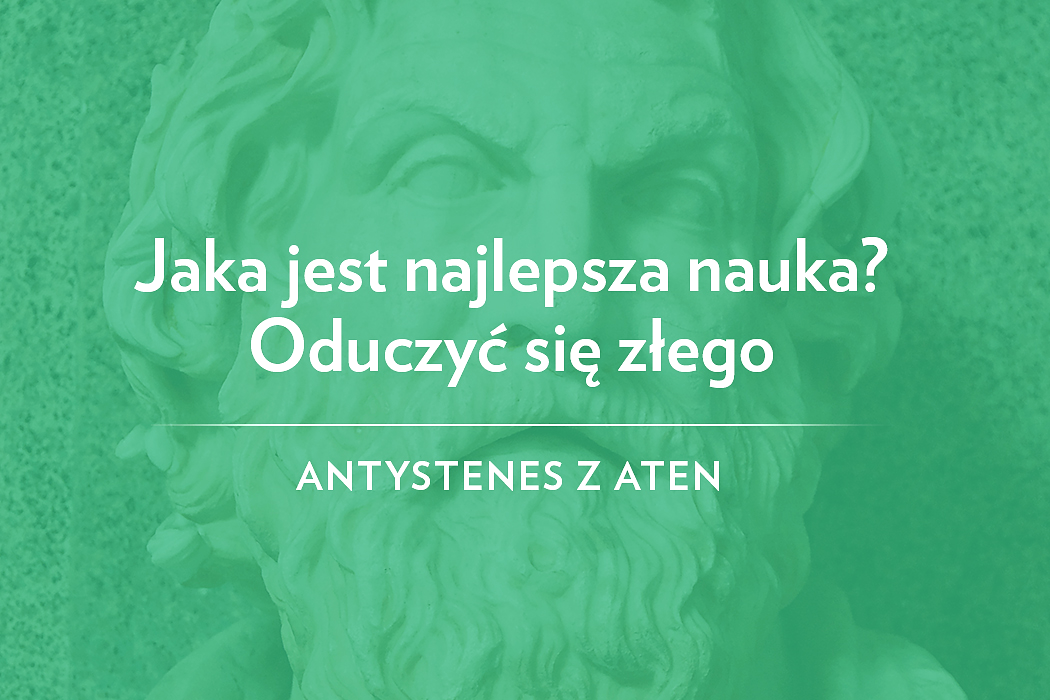 Jaka jest najlepsza nauka?
Oduczyć się złego
ANTYSTENES Z ATEN